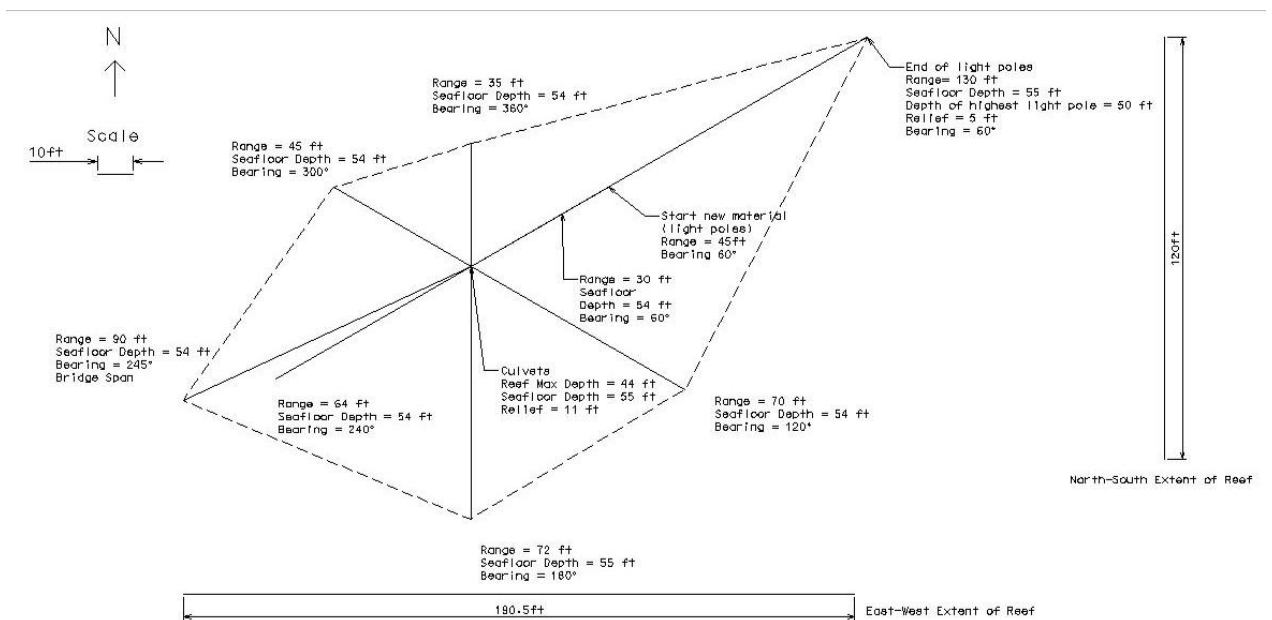 N
Scale
10ft
Range = 35 ft
Seafloor Depth = 54 ft
Bearing = 360°
End of light poles
Range= 130 ft
Seafloor Depth = 55 ft
Depth of highest light pole = 50 ft
Relief = 5 ft
Bearing = 60°
Range = 45 ft
Seafloor Depth = 54 ft
Bearing = 300°
Start new material
(light poles)
Range = 45ft
Bearing 60°
Range = 30 ft
Seafloor
Depth = 54 ft
Bearing = 60°
120ft
North-South Extent of Reef
Range = 90 ft
Seafloor Depth = 54 ft
Bearing = 245°
Bridge Span
Culvets
Reef Max Depth = 44 ft
Seafloor Depth = 55 ft
Relief = 11 ft
Range = 64 ft
Seafloor Depth = 54 ft
Bearing = 240°
Range = 70 ft
Seafloor Depth = 54 ft
Bearing = 120°
Range = 72 ft
Seafloor Depth = 55 ft
Bearing = 180°
190.5ft
East-West Extent of Reef